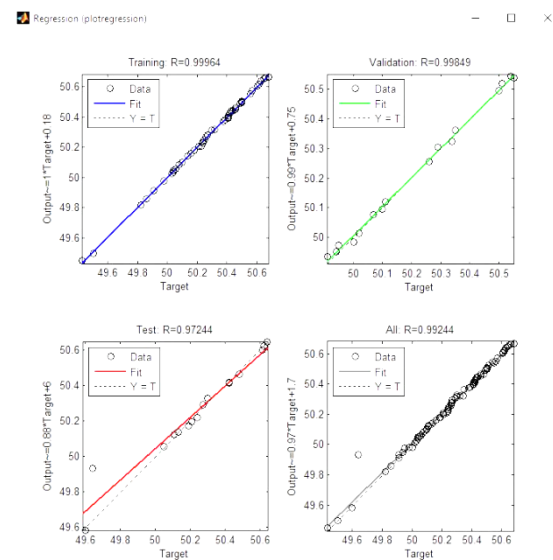 Regression (plotregression)
Training: R=0.99964
Output~=1*Target+0.18
50.6
50.4
50.2
50
49.8
49.6
Data
Fit
Y = T
49.6 49.8 50 50.2 50.4 50.6
Target
Validation: R=0.99849
Output~=0.99*Target+0.75
50.5
50.4
50.3
50.2
50.1
50
Data
Fit
Y = T
50 50.1 50.2 50.3 50.4 50.5
Target
Test: R=0.97244
Output~=0.88*Target+6
50.6
50.4
50.2
50
49.8
49.6
Data
Fit
Y = T
49.6 49.8 50 50.2 50.4 50.6
Target
All: R=0.99244
Output~=0.97*Target+1.7
50.6
50.4
50.2
50
49.8
49.6
Data
Fit
Y = T
49.6 49.8 50 50.2 50.4 50.6
Target